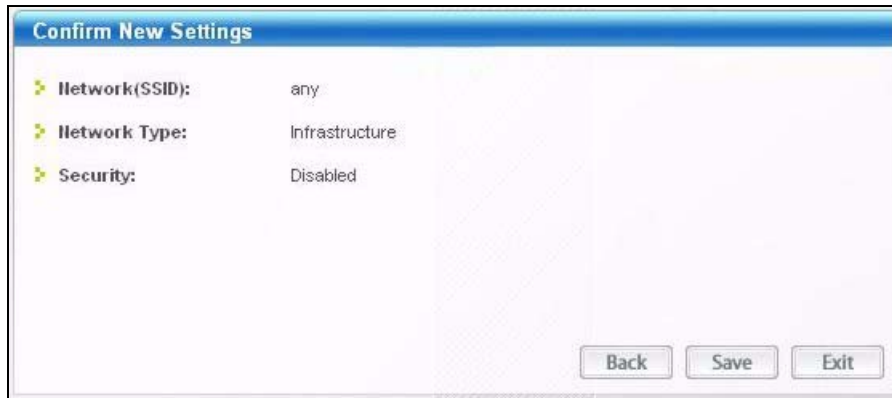 Confirm New Settings
Network(SSID): any
Network Type: Infrastructure
Security: Disabled
Back Save Exit